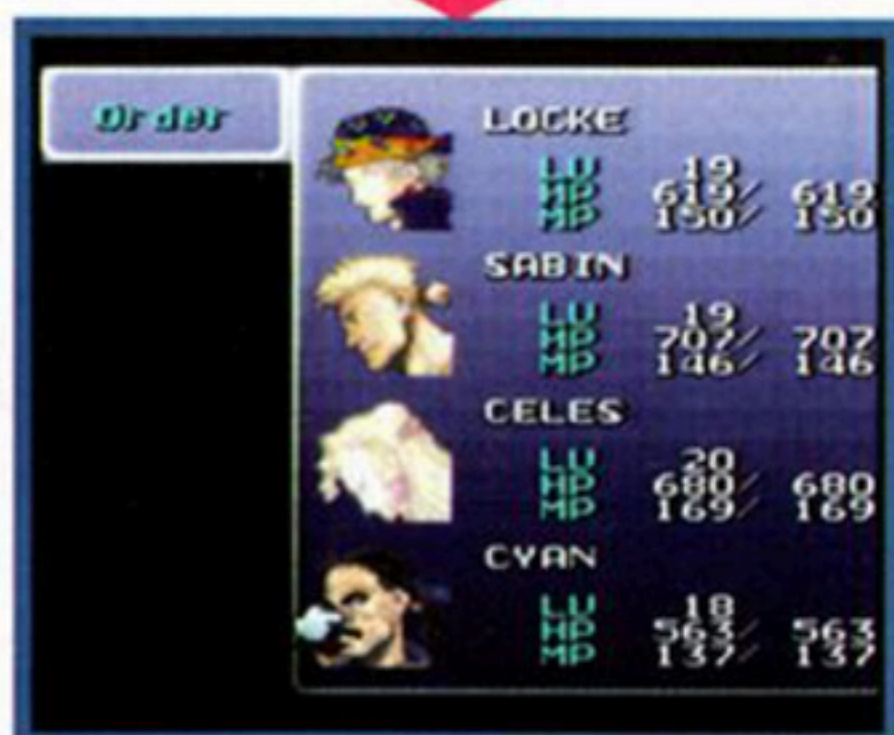 Order
LOCKE
LV 19
HP 619/ 619
MP 150/ 150
SABIN
LV 19
HP 707/ 707
MP 146/ 146
CELES
LV 20
HP 680/ 680
MP 169/ 169
CYAN
LV 18
HP 563/ 563
MP 137/ 137